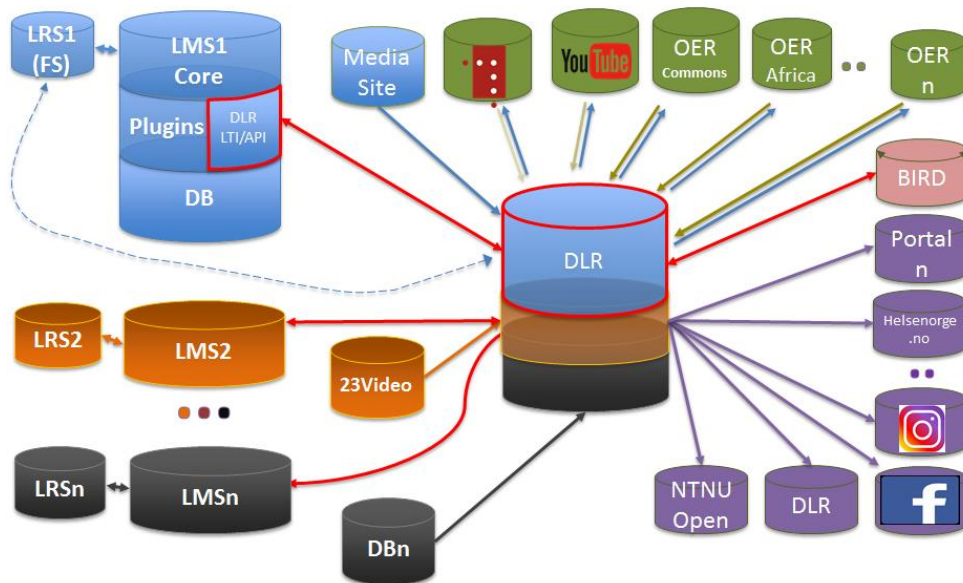 LRS1
(FS)
LMS1
Core
Plugins
DLR
LTI/API
DB
Media
Site
YouTube
OER
Commons
OER
Africa
OER
n
BIRD
DLR
Portal
n
Helsenorge
.no
LRS2
LMS2
23Video
LRSn
LMSn
DBn
NTNU
Open
DLR
f